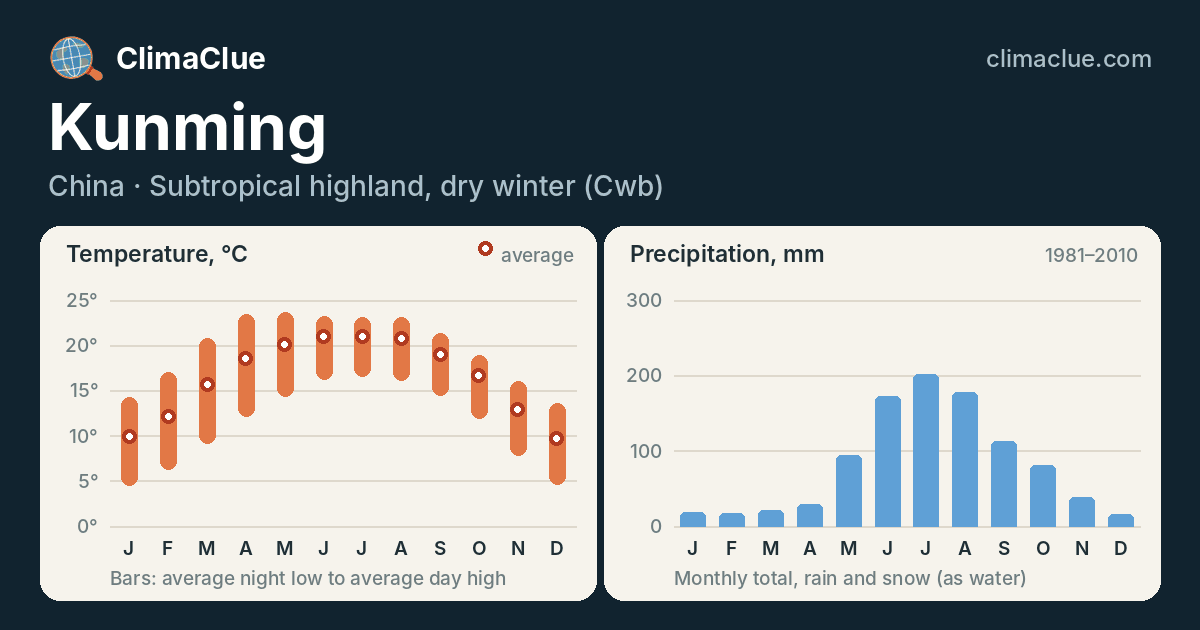 ClimaClue
climaclue.com
Kunming
China · Subtropical highland, dry winter (Cwb)
Temperature, °C
average
25°
20°
15°
10°
5°
0°
J F M A M J J A S O N D
Bars: average night low to average day high
Precipitation, mm
1981–2010
300
200
100
0
J F M A M J J A S O N D
Monthly total, rain and snow (as water)